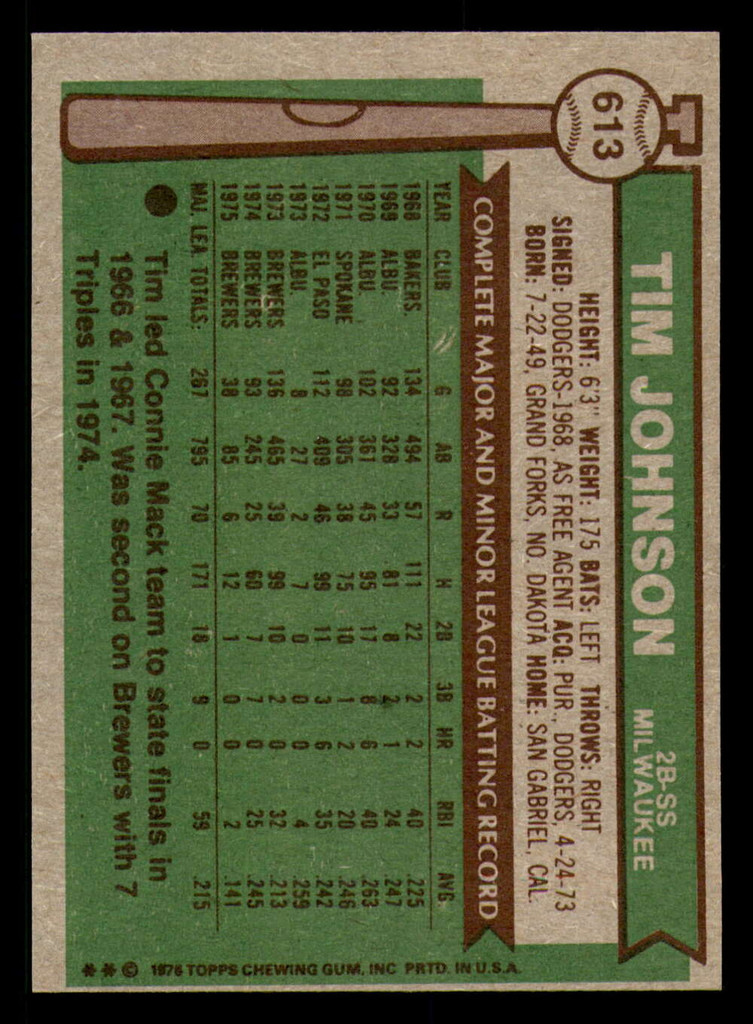 613
TIM JOHNSON
2B-SS
MILWAUKEE
HEIGHT: 6'3" WEIGHT: 175 BATS: LEFT THROWS: RIGHT
SIGNED: DODGERS-1968, AS FREE AGENT ACQ: PUR., DODGERS, 4-24-73
BORN: 7-22-49, GRAND FORKS, NO. DAKOTA HOME: SAN GABRIEL, CAL.
COMPLETE MAJOR AND MINOR LEAGUE BATTING RECORD
YEAR CLUB G AB R H 2B 3B HR RBI AVG.
1968 BAKERS. 134 494 57 111 22 2 2 40 .225
1969 ALBU. 92 328 33 81 8 2 1 24 .247
1970 ALBU. 102 361 45 95 17 8 6 40 .263
1971 SPOKANE 98 305 38 75 10 1 2 20 .246
1972 EL PASO 112 409 46 99 11 3 6 35 .242
1973 ALBU. 8 27 2 7 0 0 0 4 .259
1973 BREWERS 136 465 39 99 10 2 0 32 .213
1974 BREWERS 93 245 25 60 7 7 0 25 .245
1975 BREWERS 38 85 6 12 1 0 0 2 .141
MAJ. LEA. TOTALS: 267 795 70 171 18 9 0 59 .215
Tim led Connie Mack team to state finals in
1966 & 1967. Was second on Brewers with 7
Triples in 1974.
** © 1976 TOPPS CHEWING GUM, INC PRTD. IN U.S.A.